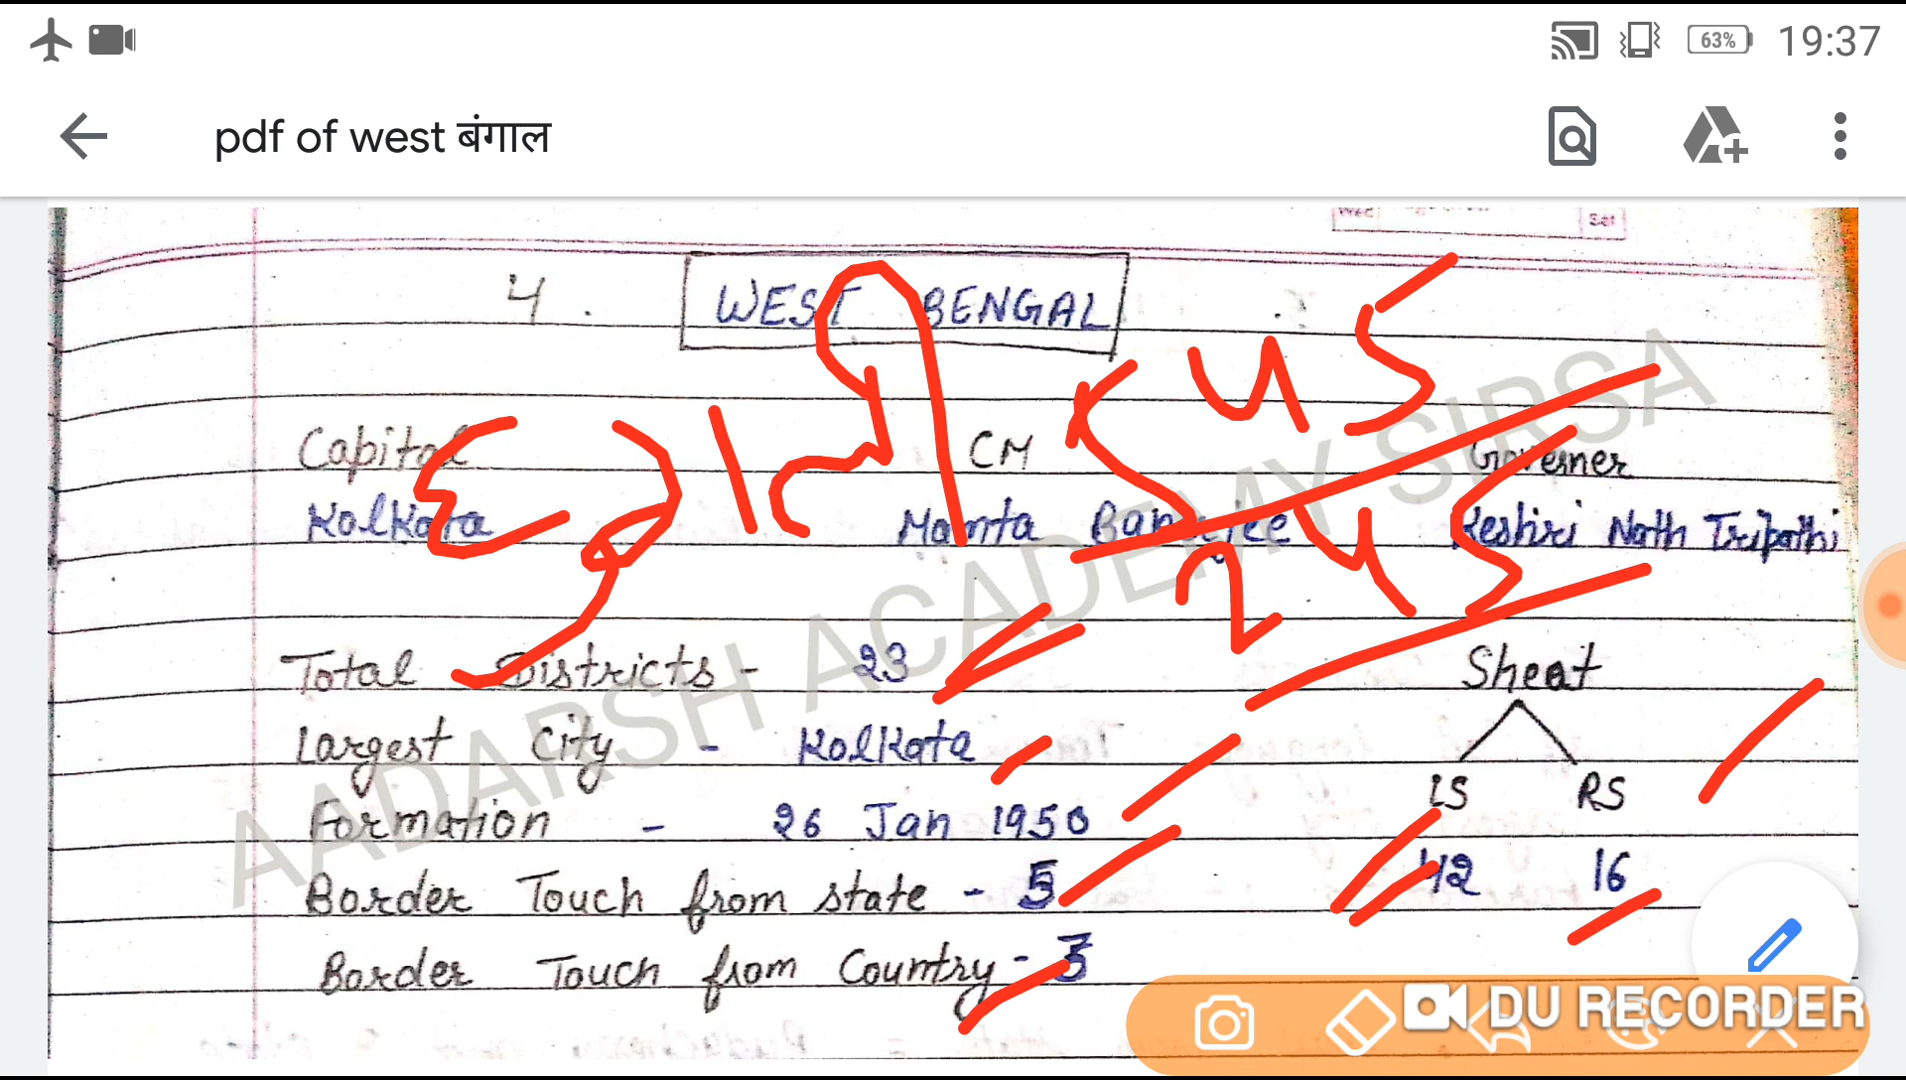 63% 19:37
pdf of west बंगाल
Wed Sat
4. WEST BENGAL
Capital CM Governer
Kolkata Mamta Banerjee Keshri Nath Tripathi
AADARSH ACADEMY SIRSA
Total Districts - 23 Sheat
Largest City - Kolkata
LS RS
Formation - 26 Jan 1950
42 16
Border Touch from state - 5
Border Touch from Country - 3
DU RECORDER